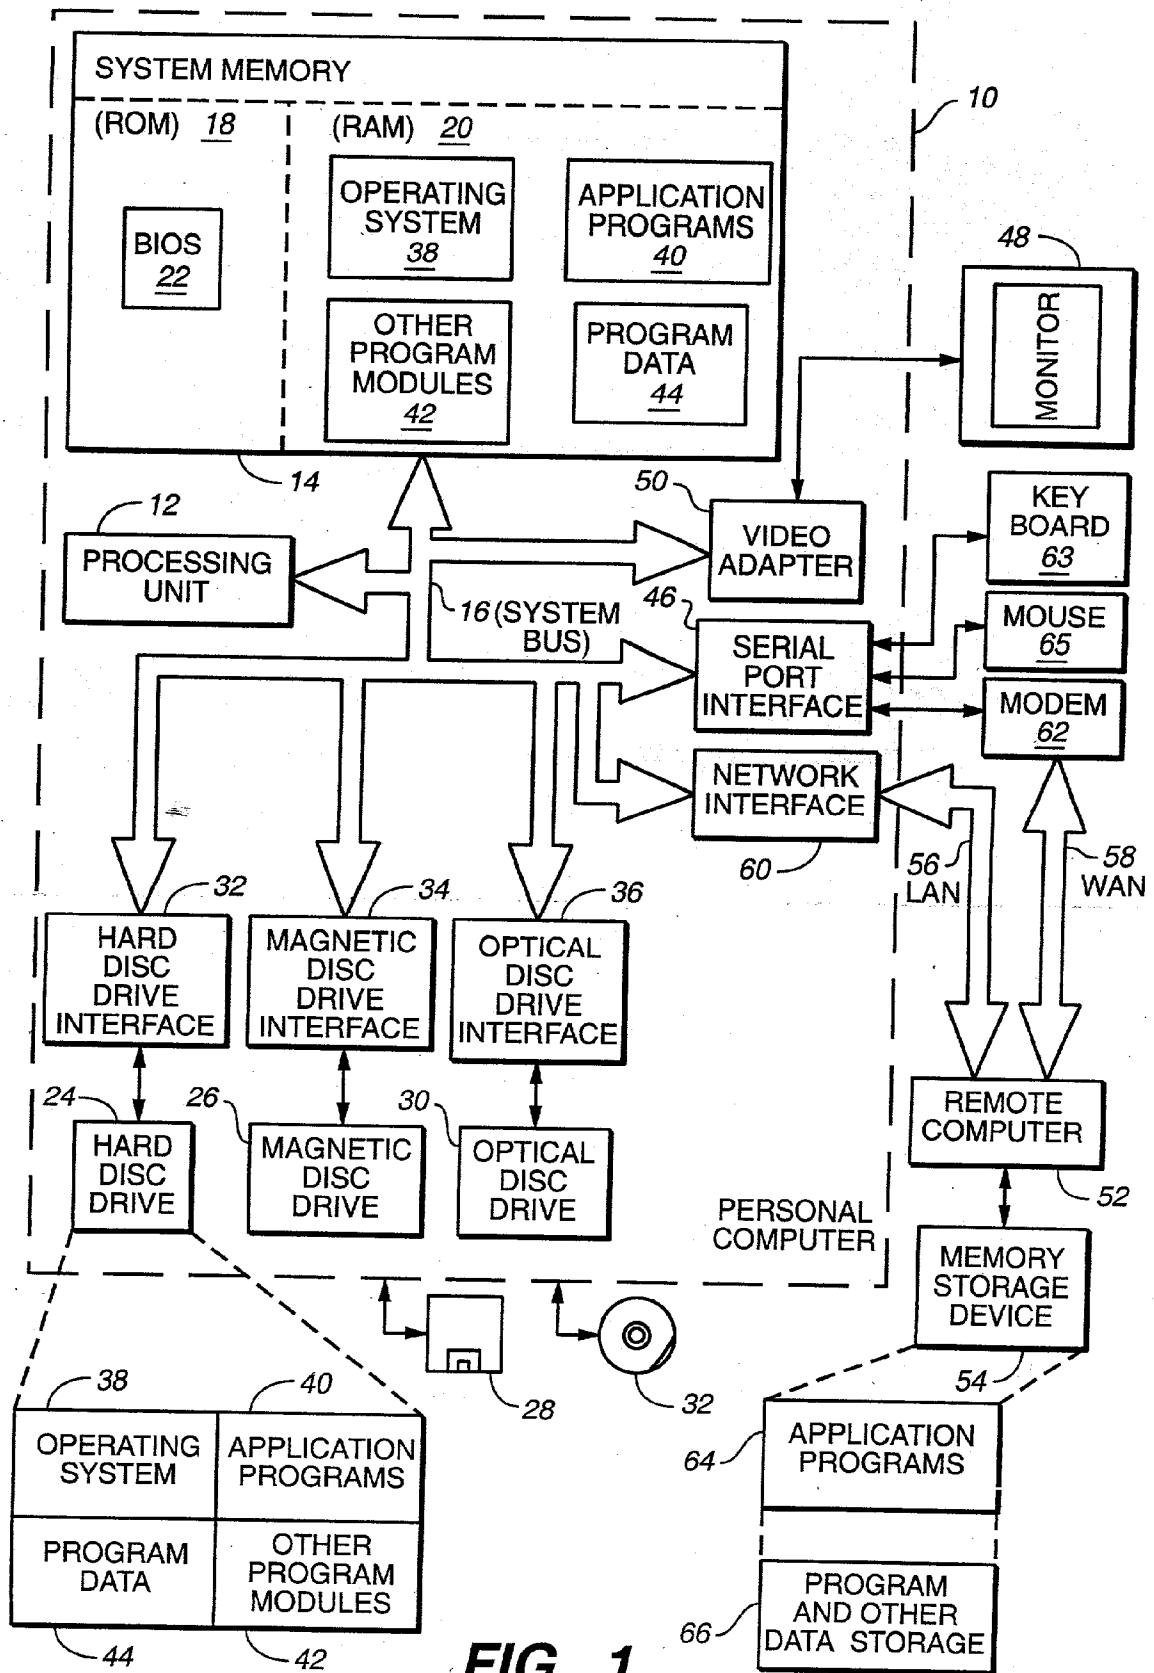 SYSTEM MEMORY
(ROM) 18
(RAM) 20
BIOS
22
OPERATING
SYSTEM
38
APPLICATION
PROGRAMS
40
OTHER
PROGRAM
MODULES
42
PROGRAM
DATA
44
10
48
MONITOR
14
12
PROCESSING
UNIT
50
VIDEO
ADAPTER
KEY
BOARD
63
16 (SYSTEM
BUS)
46
SERIAL
PORT
INTERFACE
MOUSE
65
MODEM
62
NETWORK
INTERFACE
60
56
LAN
58
WAN
32
HARD
DISC
DRIVE
INTERFACE
34
MAGNETIC
DISC
DRIVE
INTERFACE
36
OPTICAL
DISC
DRIVE
INTERFACE
24
HARD
DISC
DRIVE
26
MAGNETIC
DISC
DRIVE
30
OPTICAL
DISC
DRIVE
REMOTE
COMPUTER
52
PERSONAL
COMPUTER
MEMORY
STORAGE
DEVICE
54
28
32
38
OPERATING
SYSTEM
40
APPLICATION
PROGRAMS
PROGRAM
DATA
44
OTHER
PROGRAM
MODULES
42
64
APPLICATION
PROGRAMS
66
PROGRAM
AND OTHER
DATA STORAGE
FIG. 1